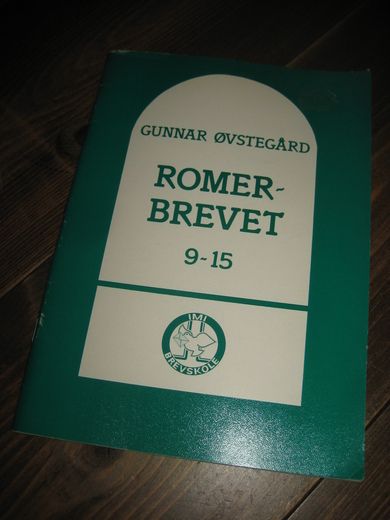 GUNNAR ØVSTEGÅRD
ROMER-
BREVET
9-15
IMI
BREVSKOLE